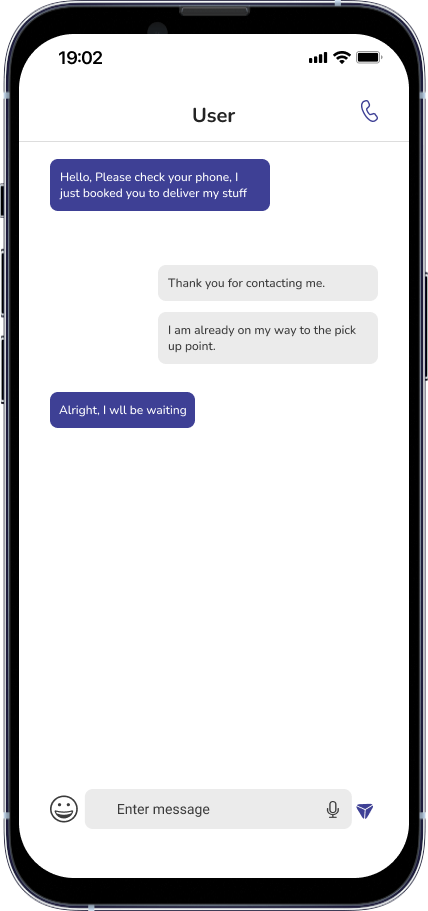 19:02
User
Hello, Please check your phone, I
just booked you to deliver my stuff
Thank you for contacting me.
I am already on my way to the pick
up point.
Alright, I wll be waiting
Enter message